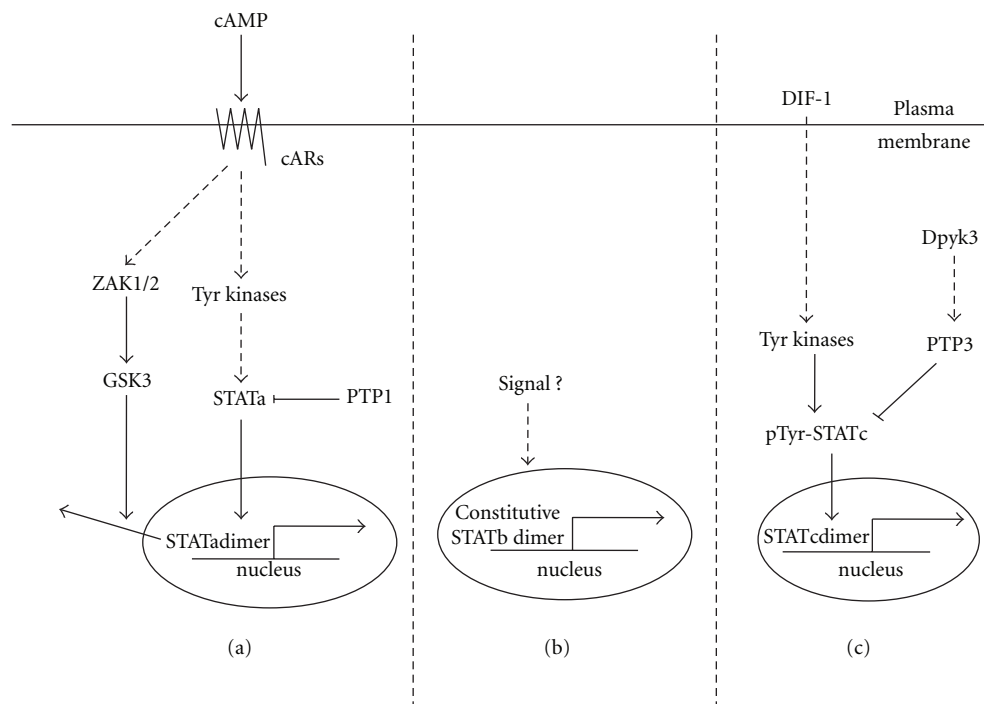 cAMP
cARs
ZAK1/2
Tyr kinases
GSK3
STATa
PTP1
STATadimer
nucleus
(a)
Signal ?
Constitutive
STATb dimer
nucleus
(b)
DIF-1
Plasma
membrane
Dpyk3
Tyr kinases
PTP3
pTyr-STATc
STATcdimer
nucleus
(c)